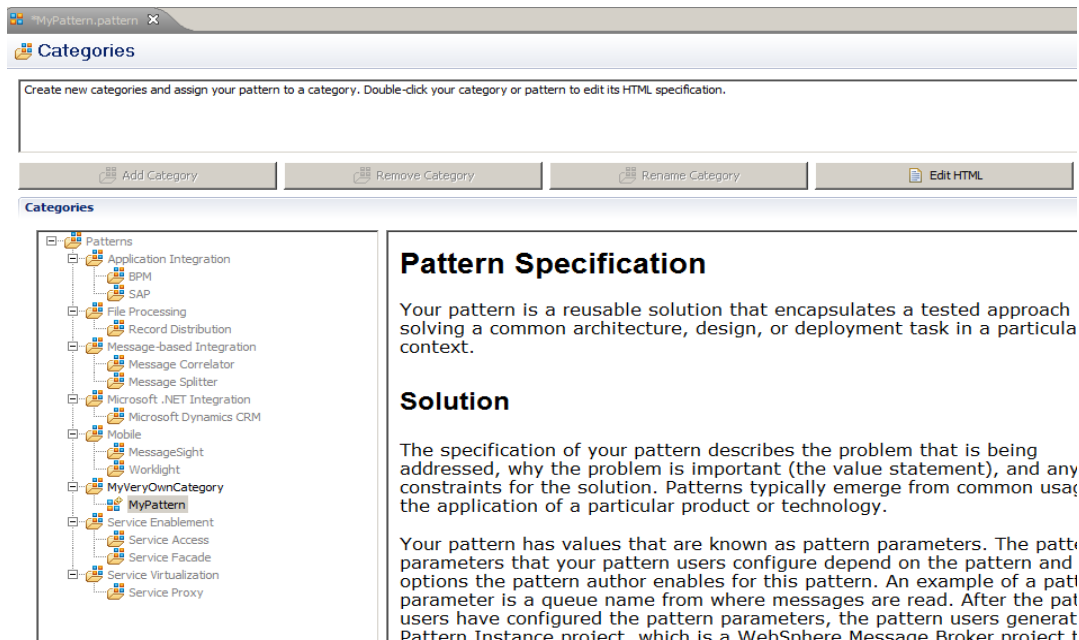 *MyPattern.pattern
Categories
Create new categories and assign your pattern to a category. Double-click your category or pattern to edit its HTML specification.
Add Category Remove Category Rename Category Edit HTML
Categories
Patterns
Application Integration
BPM
SAP
File Processing
Record Distribution
Message-based Integration
Message Correlator
Message Splitter
Microsoft .NET Integration
Microsoft Dynamics CRM
Mobile
MessageSight
Worklight
MyVeryOwnCategory
MyPattern
Service Enablement
Service Access
Service Facade
Service Virtualization
Service Proxy
Pattern Specification
Your pattern is a reusable solution that encapsulates a tested approach
solving a common architecture, design, or deployment task in a particula
context.
Solution
The specification of your pattern describes the problem that is being
addressed, why the problem is important (the value statement), and any
constraints for the solution. Patterns typically emerge from common usag
the application of a particular product or technology.
Your pattern has values that are known as pattern parameters. The patte
parameters that your pattern users configure depend on the pattern and
options the pattern author enables for this pattern. An example of a patt
parameter is a queue name from where messages are read. After the pat
users have configured the pattern parameters, the pattern users generat
Pattern Instance project, which is a WebSphere Message Broker project t